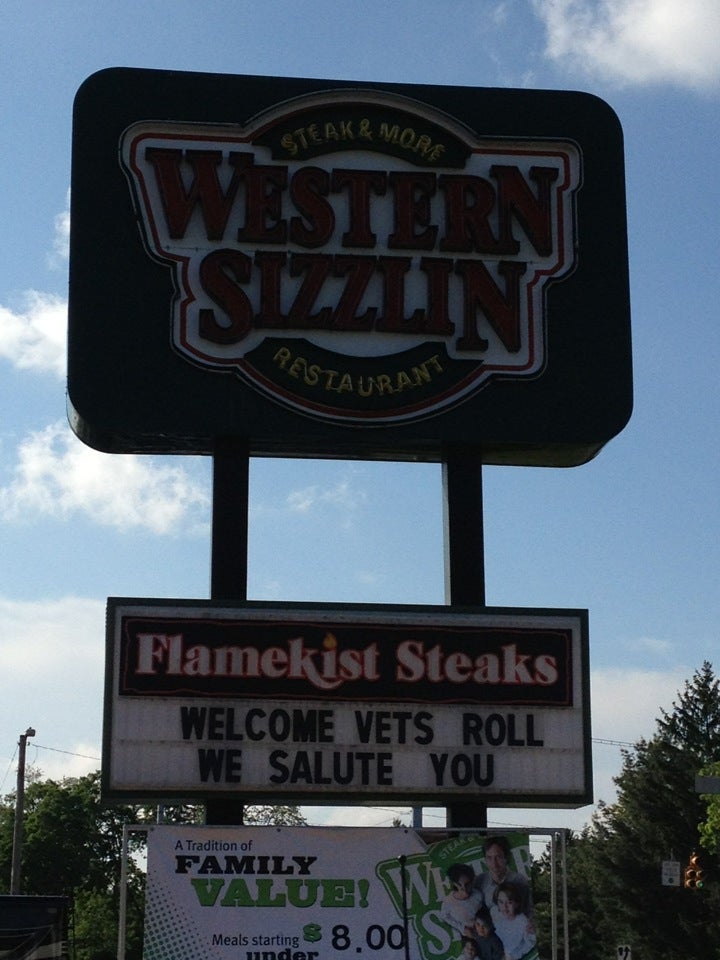 STEAK & MORE
WESTERN
SIZZLIN
RESTAURANT
Flamekist Steaks
WELCOME VETS ROLL
WE SALUTE YOU
A Tradition of
FAMILY
VALUE!
Meals starting $ 8.00
under